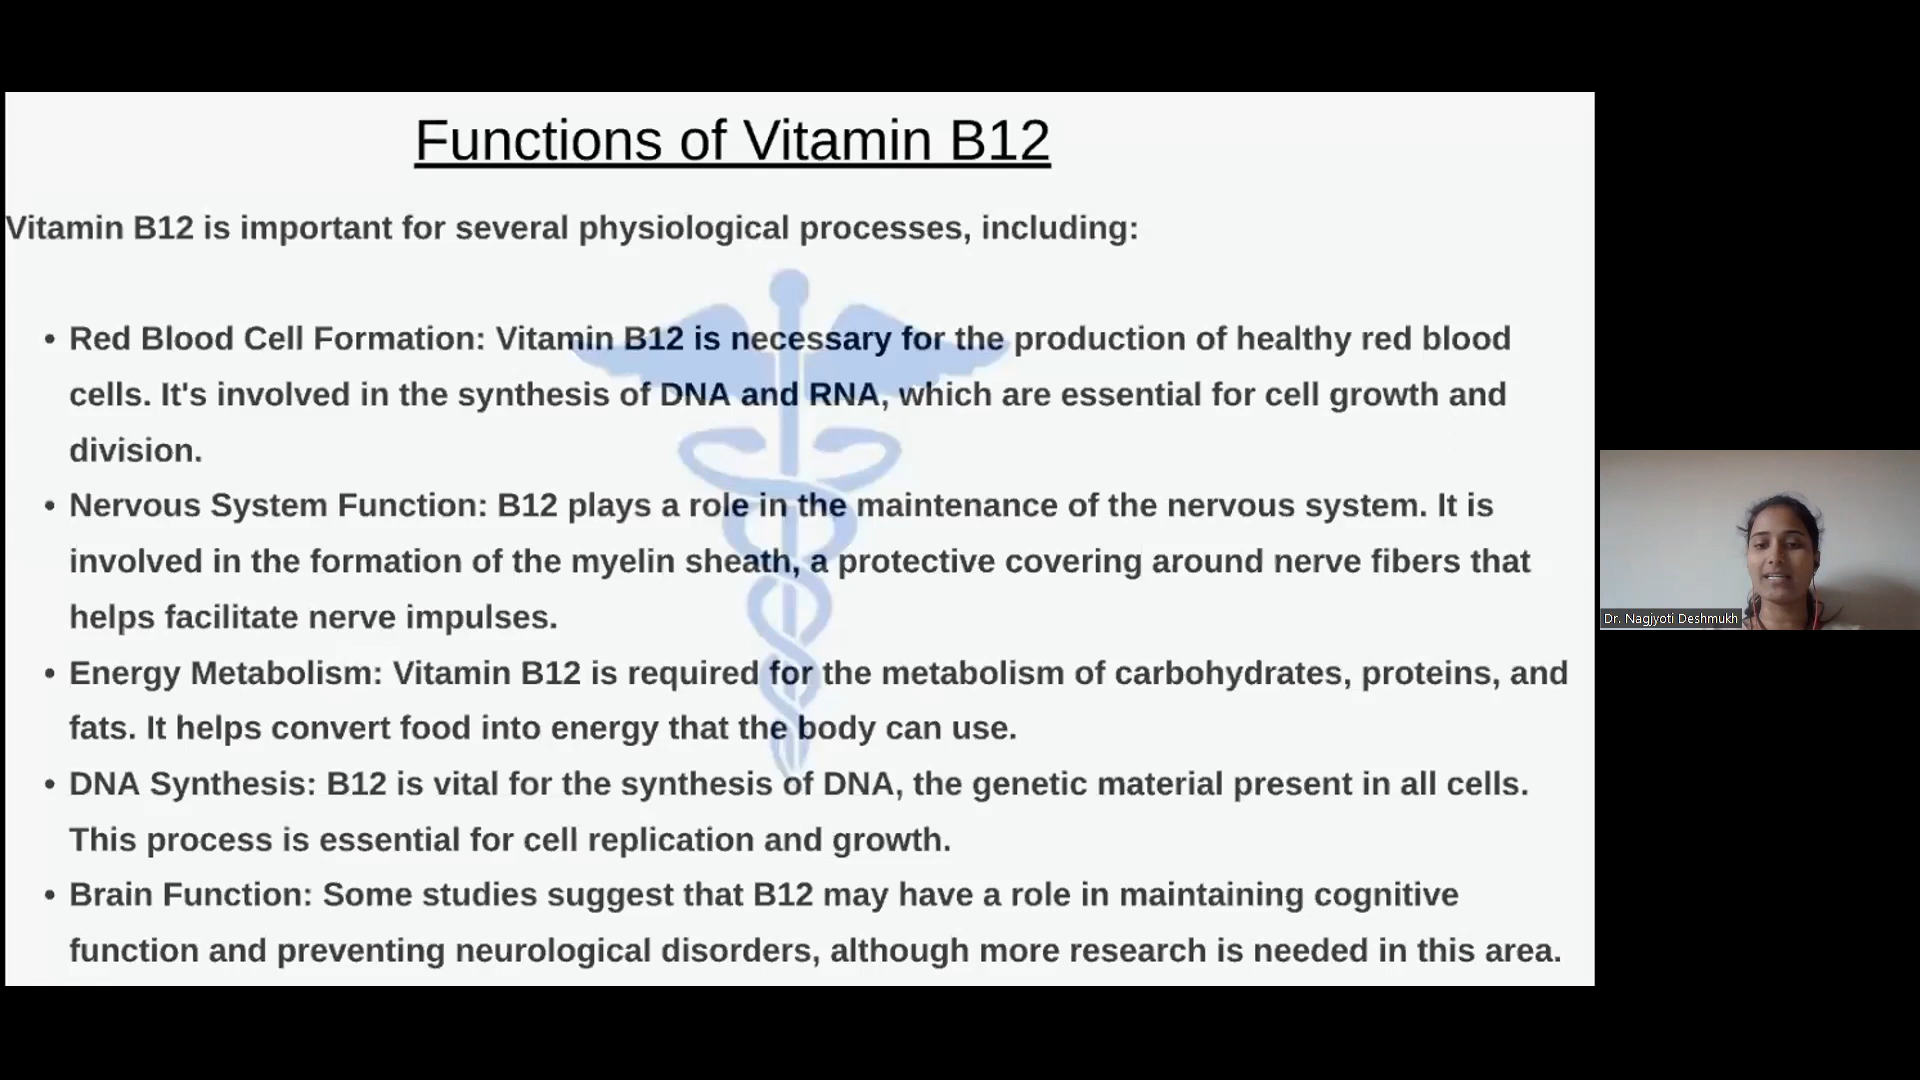 Functions of Vitamin B12
Vitamin B12 is important for several physiological processes, including:
• Red Blood Cell Formation: Vitamin B12 is necessary for the production of healthy red blood
cells. It's involved in the synthesis of DNA and RNA, which are essential for cell growth and
division.
• Nervous System Function: B12 plays a role in the maintenance of the nervous system. It is
involved in the formation of the myelin sheath, a protective covering around nerve fibers that
helps facilitate nerve impulses.
• Energy Metabolism: Vitamin B12 is required for the metabolism of carbohydrates, proteins, and
fats. It helps convert food into energy that the body can use.
• DNA Synthesis: B12 is vital for the synthesis of DNA, the genetic material present in all cells.
This process is essential for cell replication and growth.
• Brain Function: Some studies suggest that B12 may have a role in maintaining cognitive
function and preventing neurological disorders, although more research is needed in this area.
Dr. Nagjyoti Deshmukh